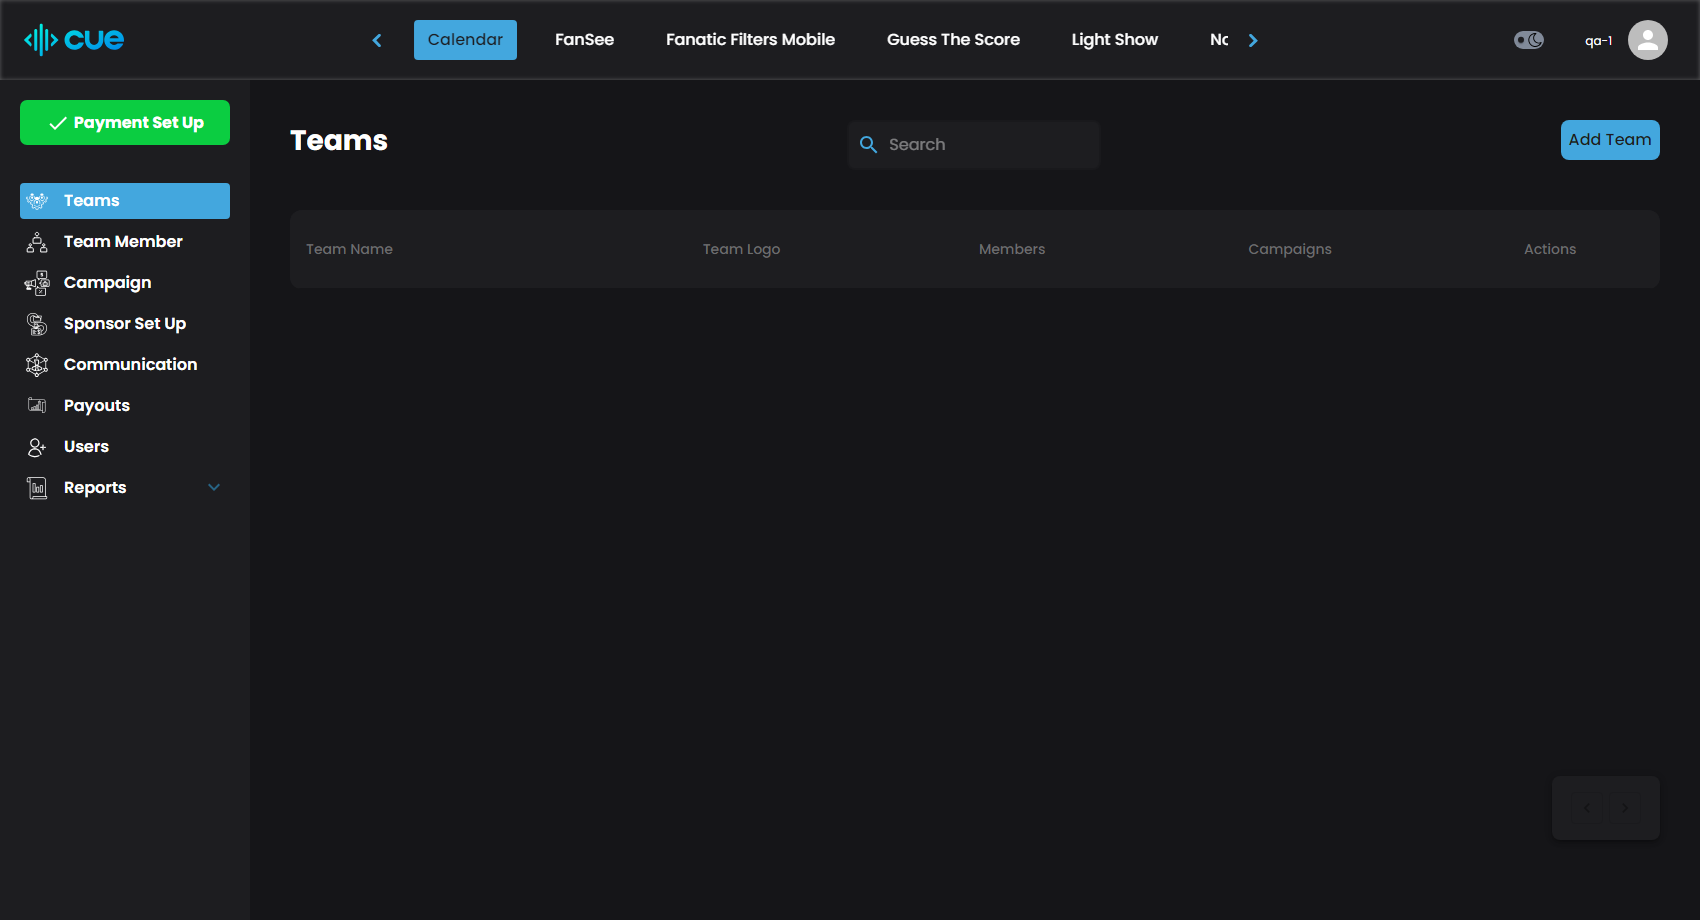 cue
Calendar
FanSee
Fanatic Filters Mobile
Guess The Score
Light Show
qa-1
Payment Set Up
Teams
Search
Add Team
Teams
Team Member
Campaign
Sponsor Set Up
Communication
Payouts
Users
Reports
Team Name
Team Logo
Members
Campaigns
Actions